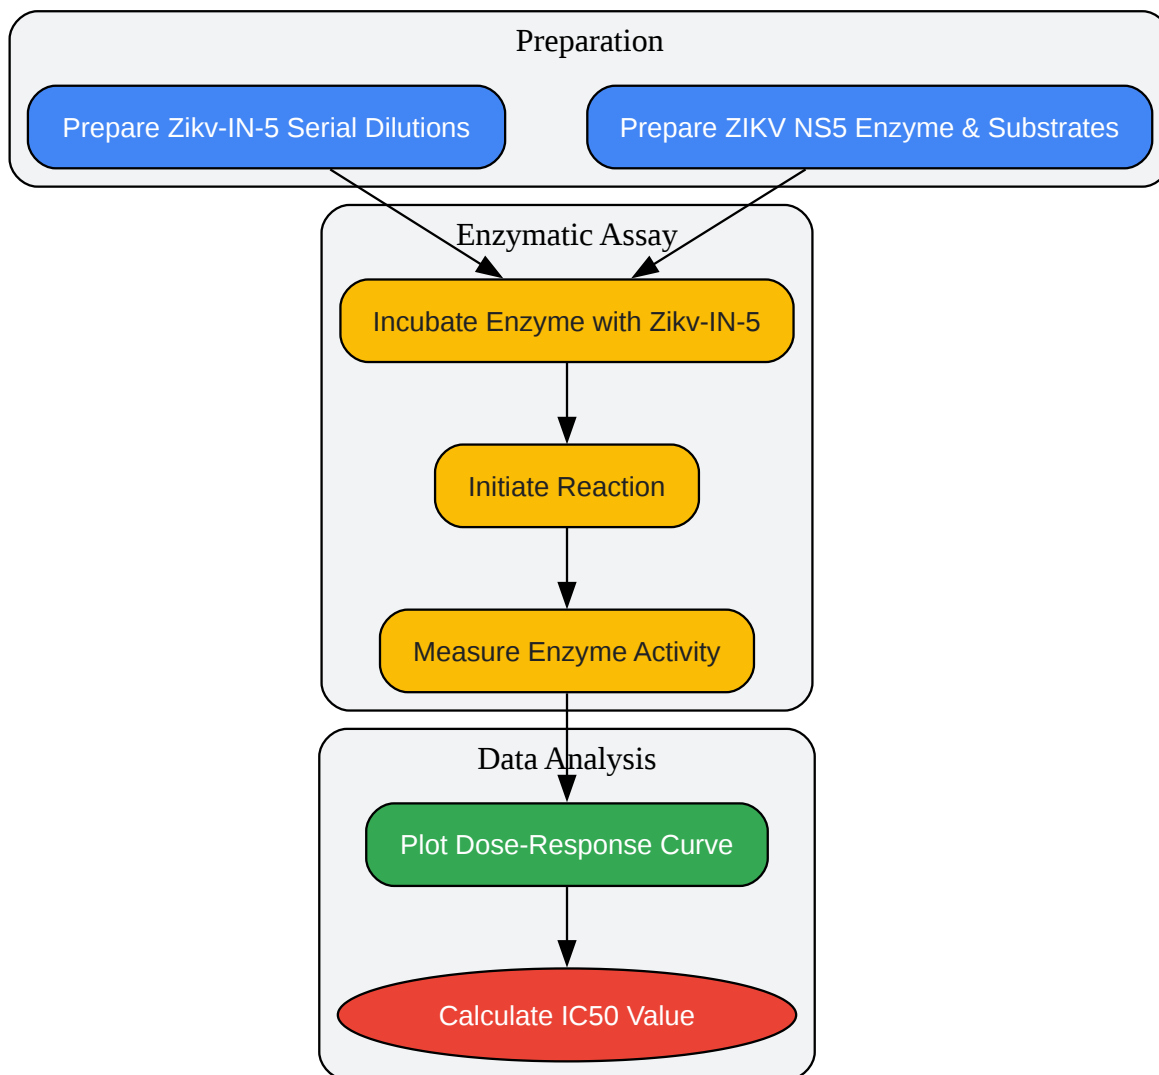 Preparation
Prepare Zikv-IN-5 Serial Dilutions
Prepare ZIKV NS5 Enzyme & Substrates
Enzymatic Assay
Incubate Enzyme with Zikv-IN-5
Initiate Reaction
Measure Enzyme Activity
Data Analysis
Plot Dose-Response Curve
Calculate IC50 Value